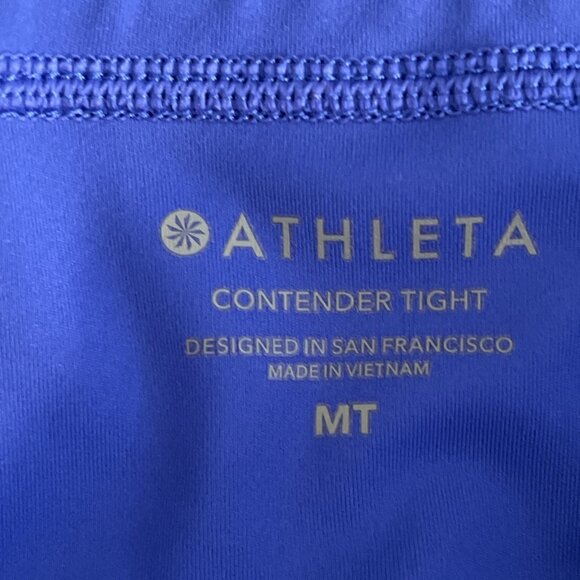 ATHLETA
CONTENDER TIGHT
DESIGNED IN SAN FRANCISCO
MADE IN VIETNAM
MT